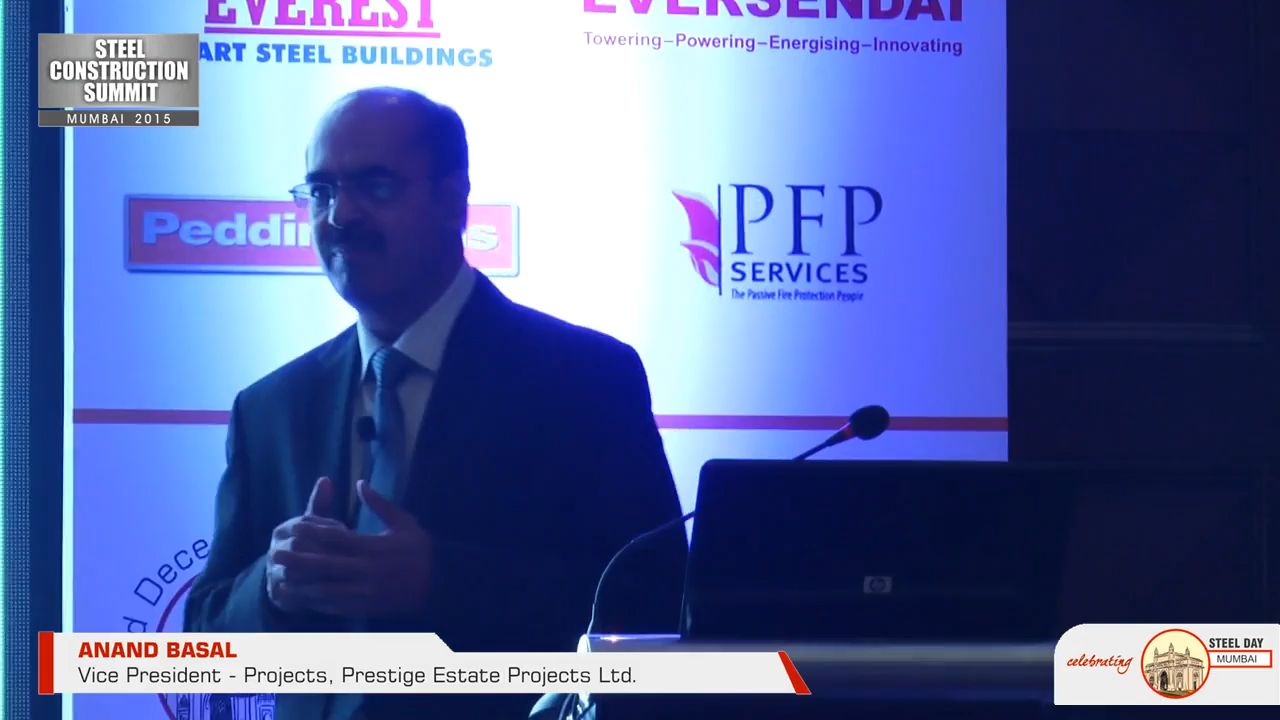 EVEREST
ART STEEL BUILDINGS
EVERSENDAI
Towering–Powering–Energising–Innovating
STEEL
CONSTRUCTION
SUMMIT
MUMBAI 2015
PFP
SERVICES
The Passive Fire Protection People
hp
ANAND BASAL
Vice President - Projects, Prestige Estate Projects Ltd.
celebrating
STEEL DAY
MUMBAI